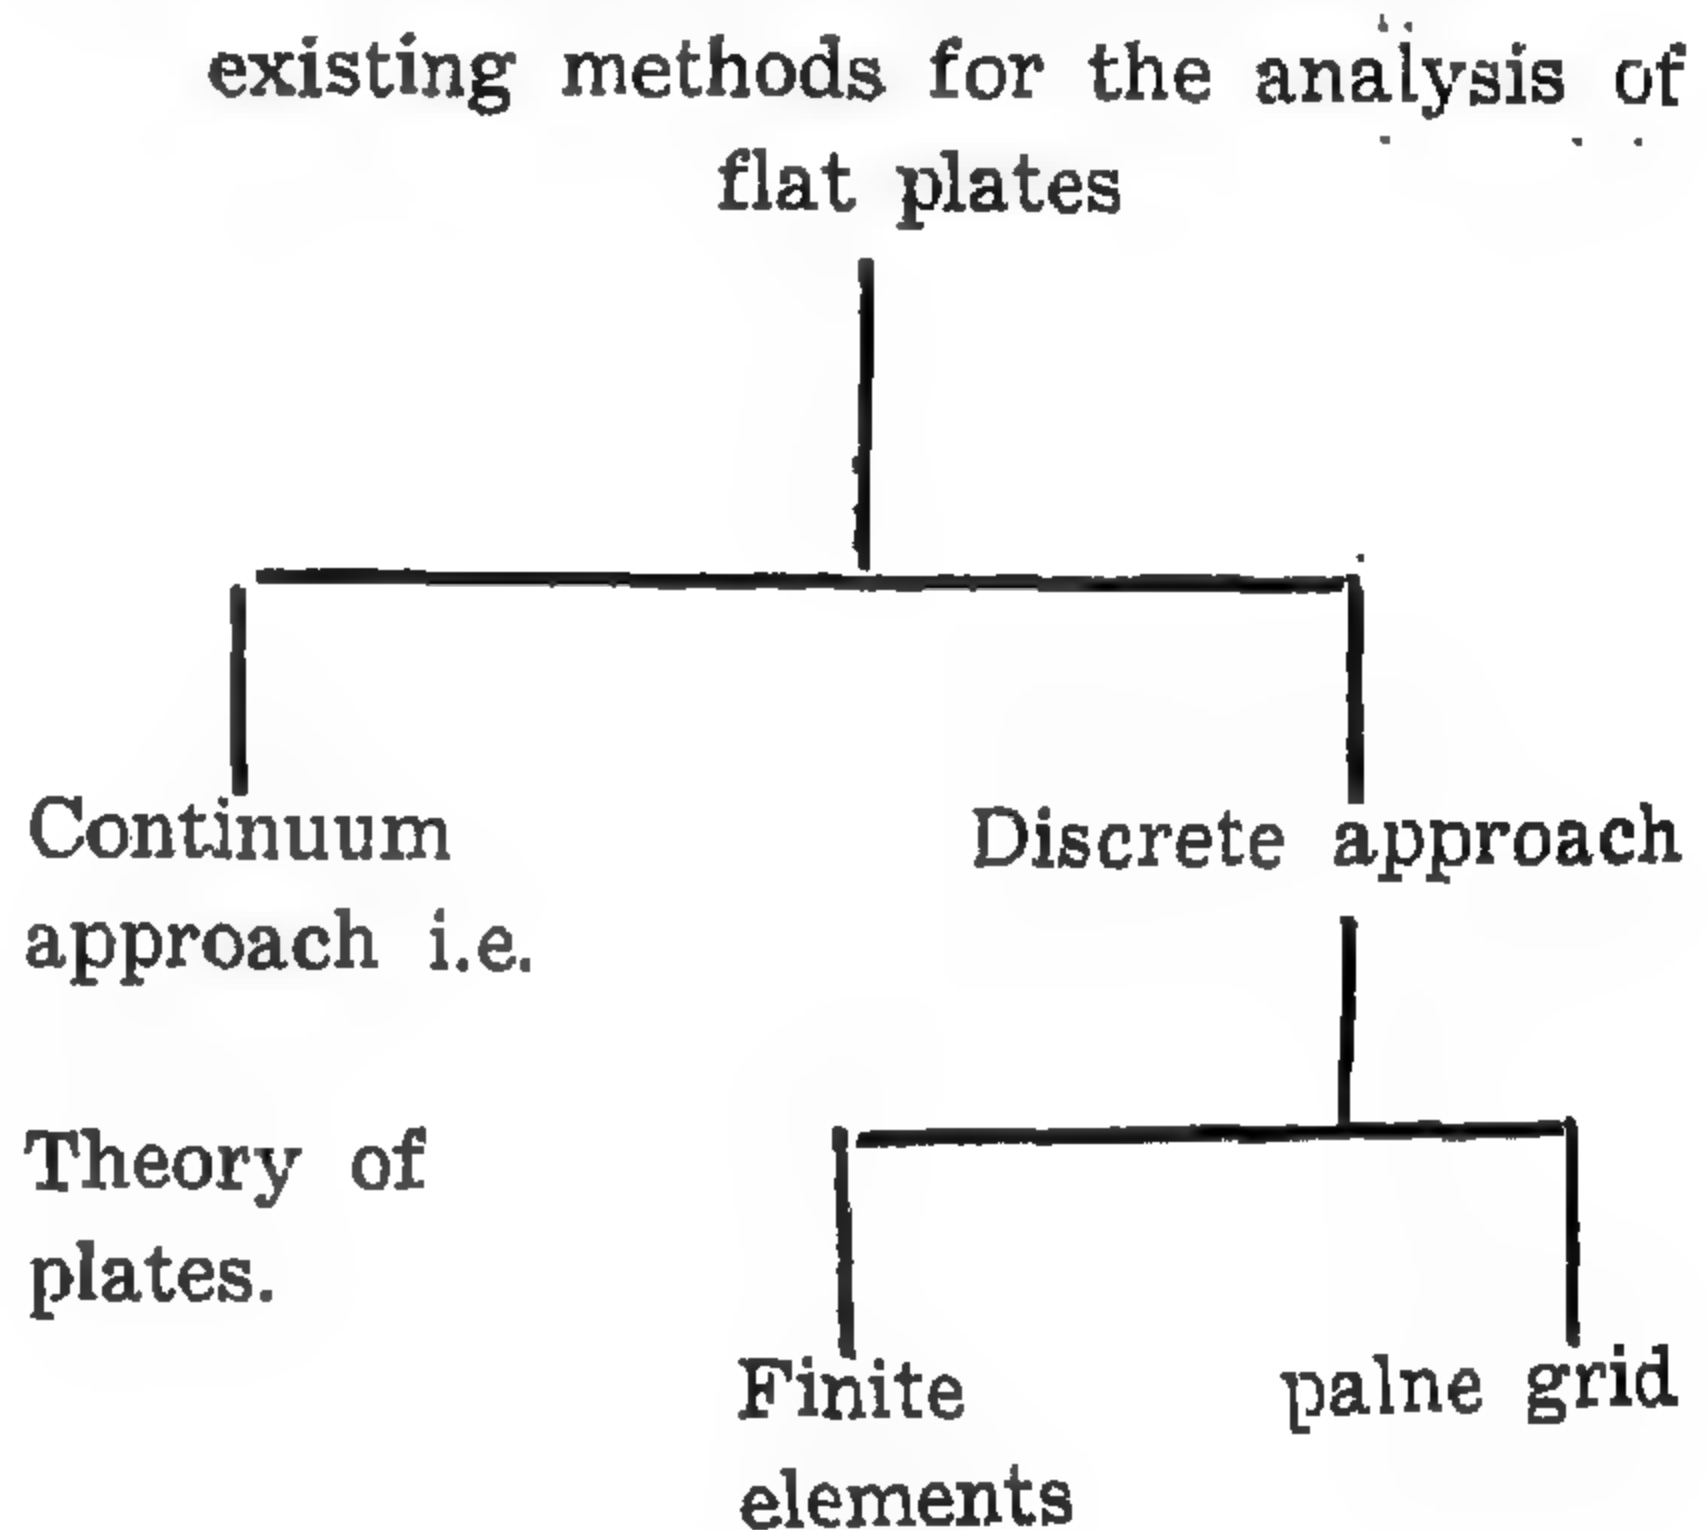 existing methods for the analysis of
flat plates
Continuum
approach i.e.
Discrete approach
Theory of
plates.
Finite
elements
palne grid